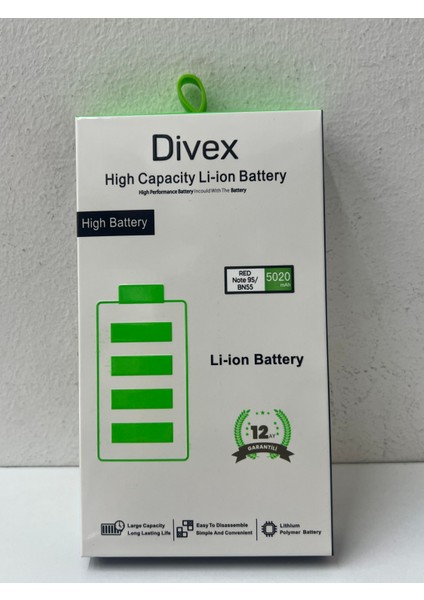 Divex
High Capacity Li-ion Battery
High Performance Battery Incould With The Battery
High Battery
RED
Note 9S/
BN55
5020
mAh
Li-ion Battery
12 AY
GARANTİLİ
Large Capacity
Long Lasting Life
Easy To Disassemble
Simple And Convenient
Lithium
Polymer Battery